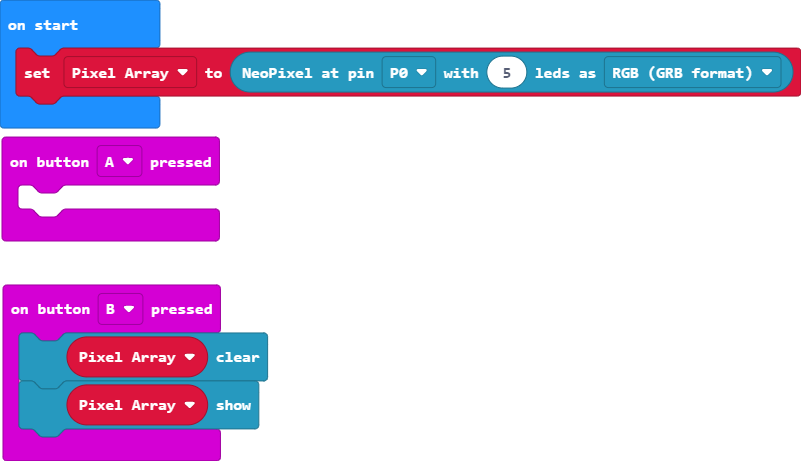 on start
set Pixel Array to NeoPixel at pin P0 with 5 leds as RGB (GRB format)
on button A pressed
on button B pressed
Pixel Array clear
Pixel Array show